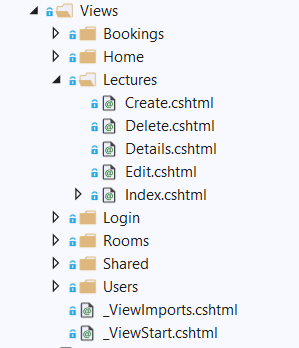 Views
Bookings
Home
Lectures
Create.cshtml
Delete.cshtml
Details.cshtml
Edit.cshtml
Index.cshtml
Login
Rooms
Shared
Users
_ViewImports.cshtml
_ViewStart.cshtml